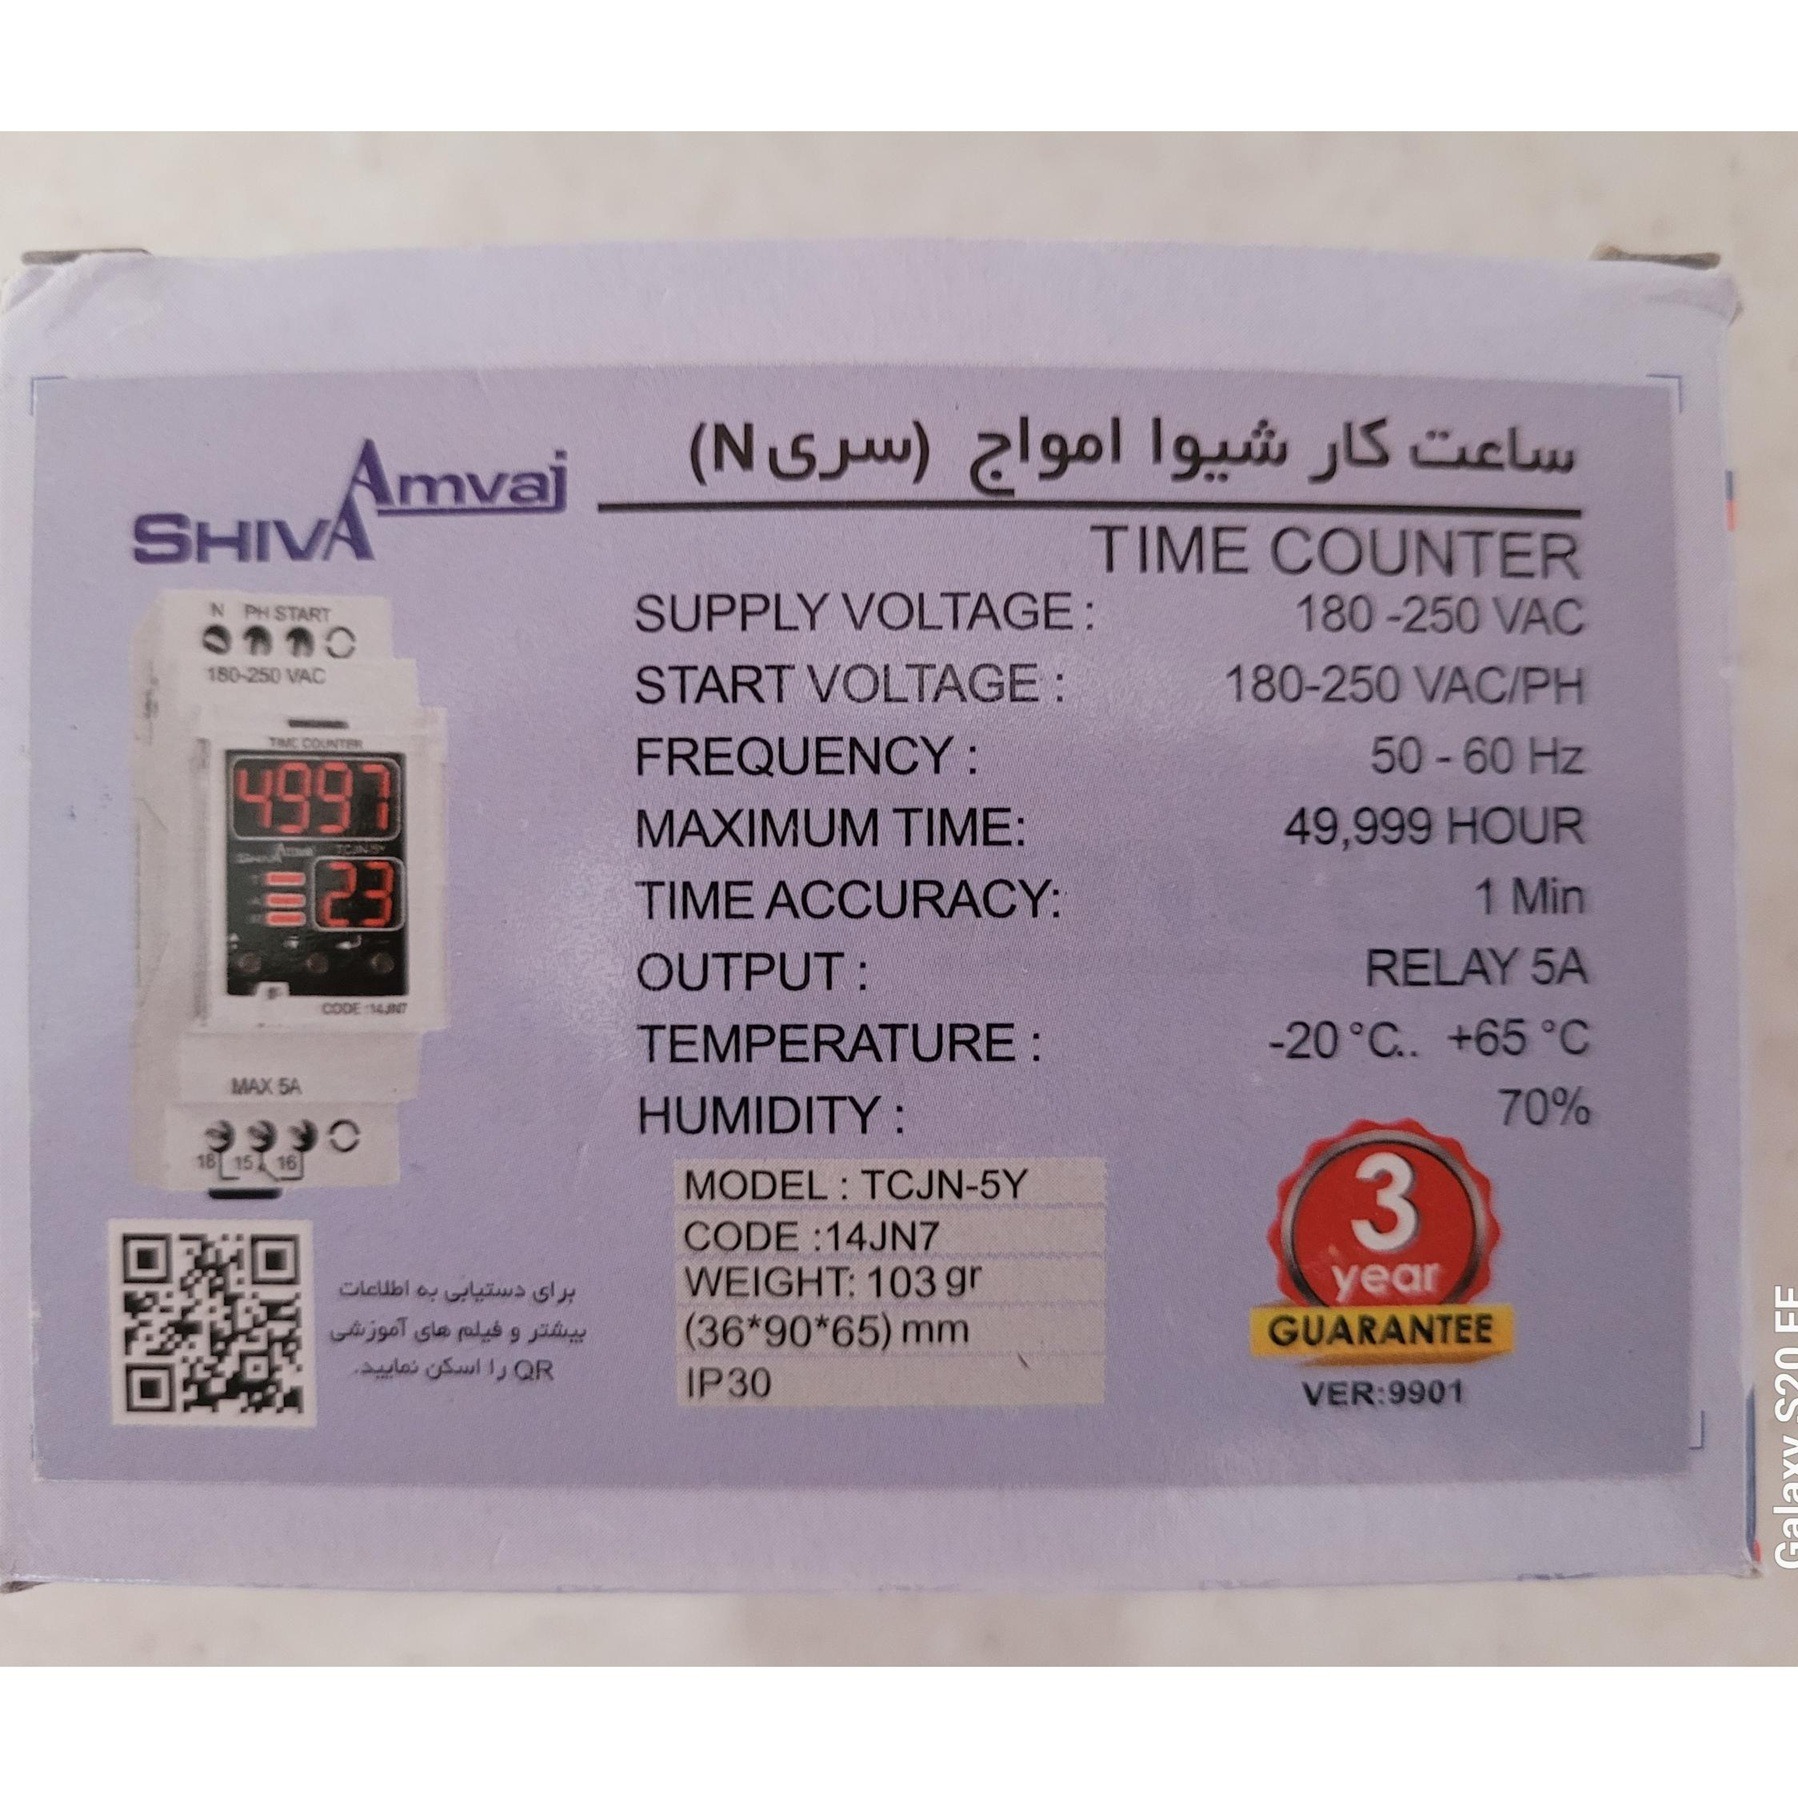 ساعت کار شیوا امواج (سری N)
SHIVA Amvaj
TIME COUNTER
SUPPLY VOLTAGE : 180 -250 VAC
START VOLTAGE : 180-250 VAC/PH
FREQUENCY : 50 - 60 Hz
MAXIMUM TIME: 49,999 HOUR
TIME ACCURACY: 1 Min
OUTPUT : RELAY 5A
TEMPERATURE : -20 °C.. +65 °C
HUMIDITY : 70%
N PH START
180-250 VAC
TIME COUNTER
4997
TCJN-5Y
23
CODE :14JN7
MAX 5A
18 15 16
MODEL : TCJN-5Y
CODE :14JN7
WEIGHT: 103 gr
(36*90*65) mm
IP30
3
year
GUARANTEE
VER:9901
برای دستیابی به اطلاعات
بیشتر و فیلم های آموزشی
QR را اسکن نمایید.
Galaxy S20 FE